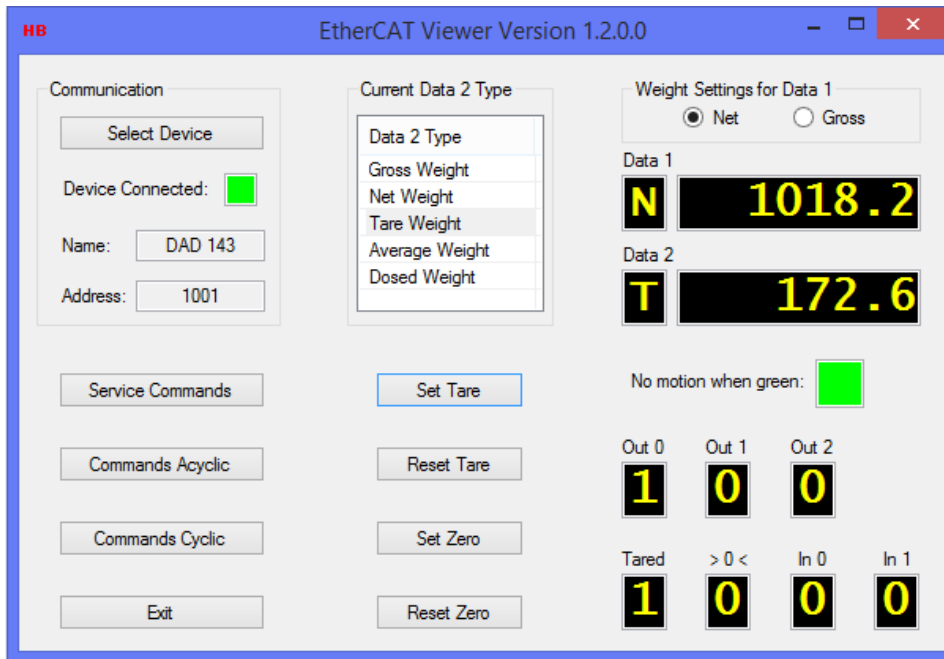 HB
EtherCAT Viewer Version 1.2.0.0
Communication
Select Device
Device Connected:
Name: DAD 143
Address: 1001
Current Data 2 Type
Data 2 Type
Gross Weight
Net Weight
Tare Weight
Average Weight
Dosed Weight
Weight Settings for Data 1
Net Gross
Data 1
N 1018.2
Data 2
T 172.6
Service Commands
Commands Acyclic
Commands Cyclic
Exit
Set Tare
Reset Tare
Set Zero
Reset Zero
No motion when green:
Out 0 Out 1 Out 2
1 0 0
Tared > 0 < In 0 In 1
1 0 0 0